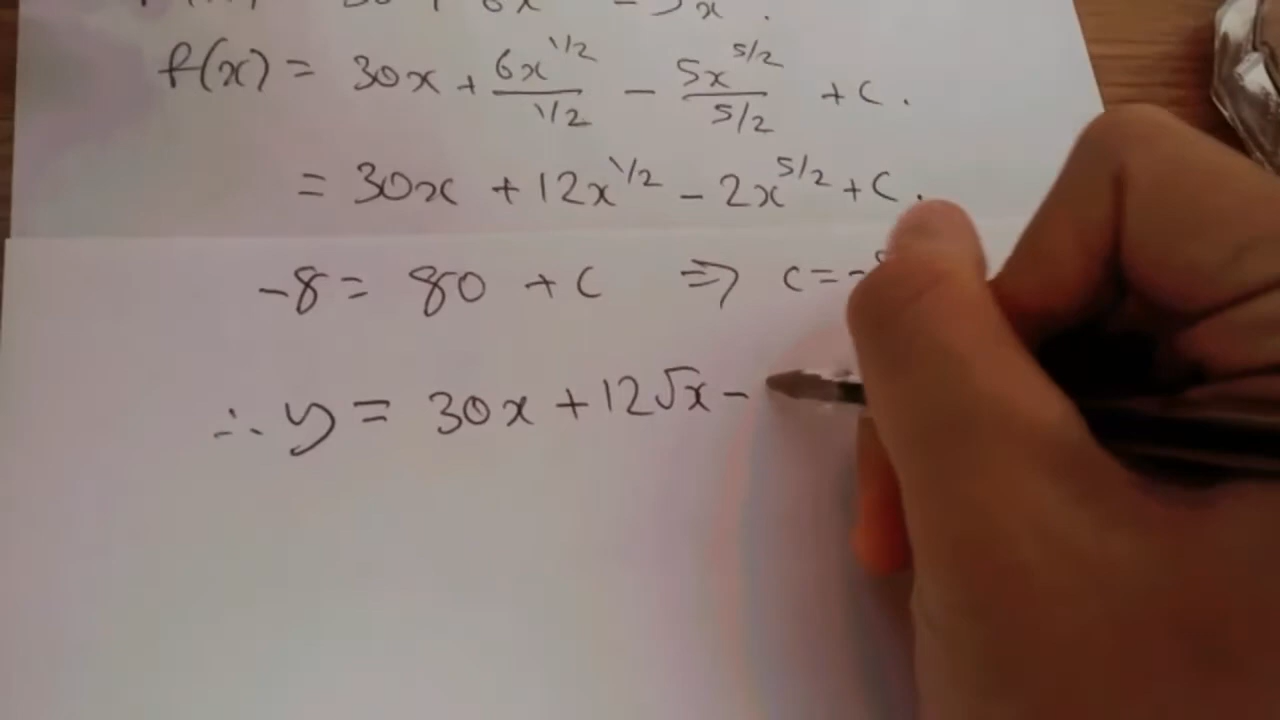 f(x) = 30x + 6x^{1/2}/(1/2) - 5x^{5/2}/(5/2) + c.
= 30x + 12x^{1/2} - 2x^{5/2} + c.
-8 = 80 + c ⇒ c = -
∴ y = 30x + 12√x -